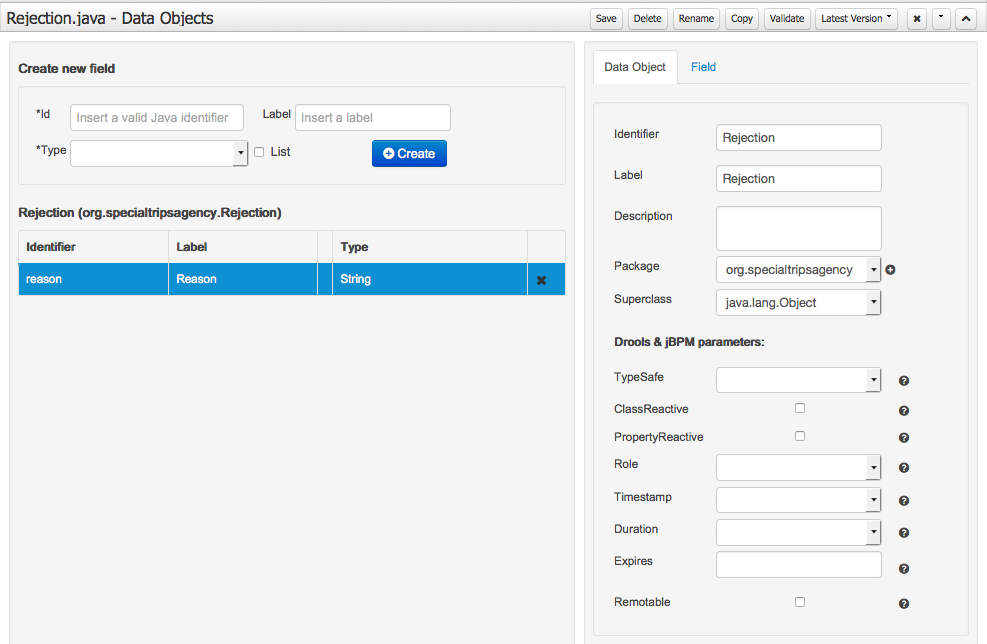 Rejection.java - Data Objects
Save Delete Rename Copy Validate Latest Version
Create new field
*Id Insert a valid Java identifier Label Insert a label
*Type List Create
Rejection (org.specialtripsagency.Rejection)
Identifier Label Type
reason Reason String
Data Object Field
Identifier Rejection
Label Rejection
Description
Package org.specialtripsagency
Superclass java.lang.Object
Drools & jBPM parameters:
TypeSafe
ClassReactive
PropertyReactive
Role
Timestamp
Duration
Expires
Remotable